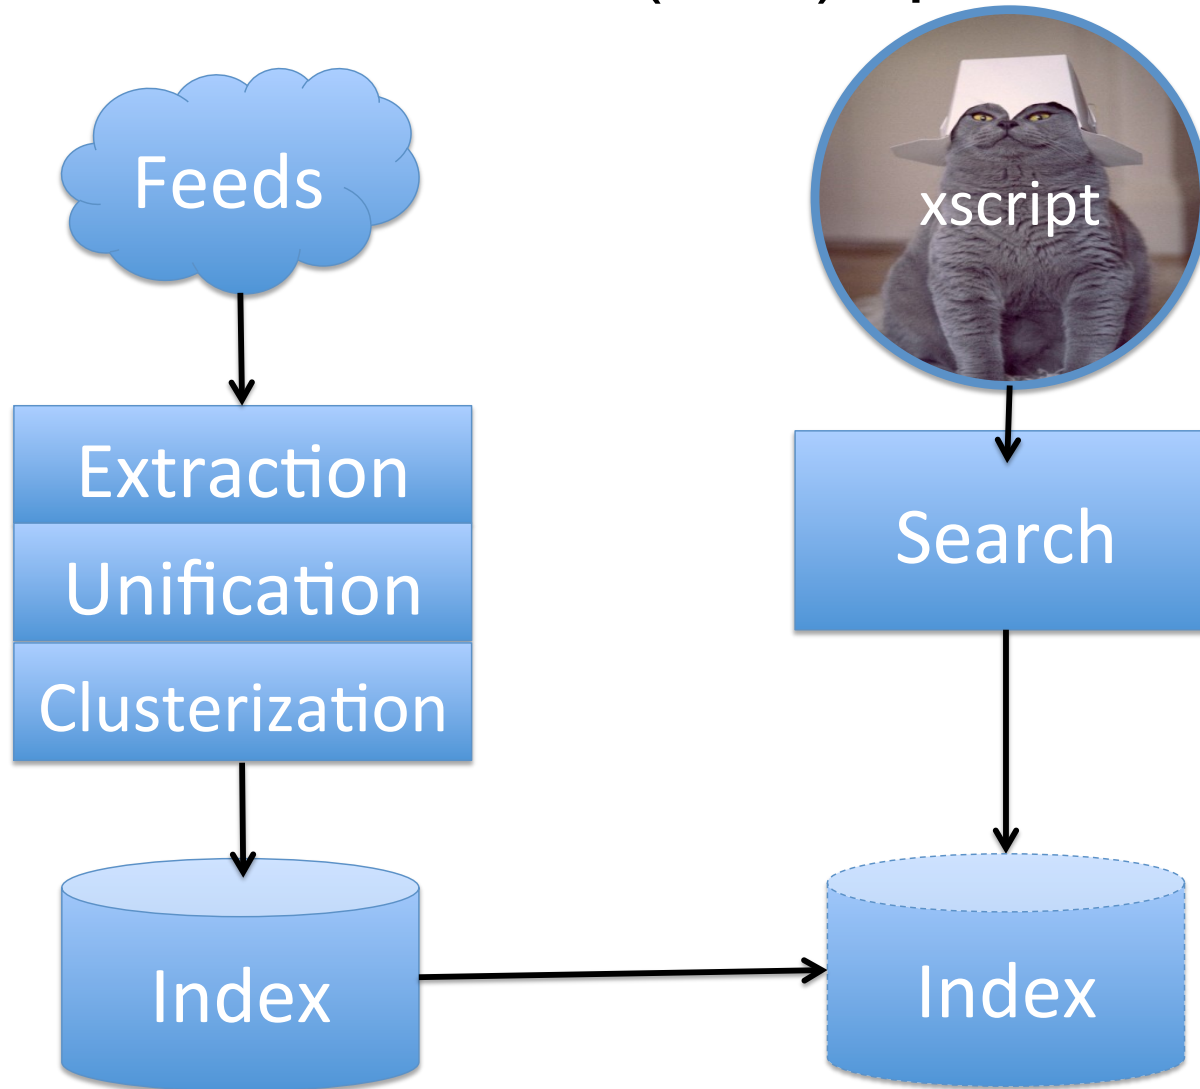 Feeds
xscript
Extraction
Unification
Clusterization
Search
Index
Index